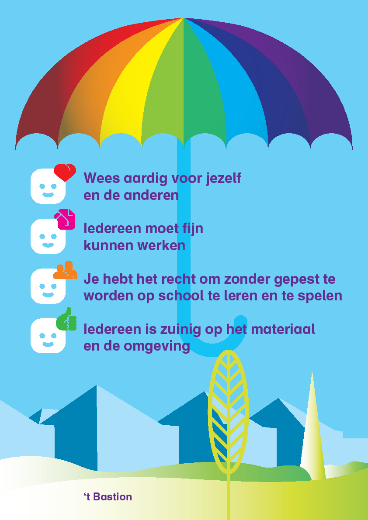 Wees aardig voor jezelf
en de anderen
Iedereen moet fijn
kunnen werken
Je hebt het recht om zonder gepest te
worden op school te leren en te spelen
Iedereen is zuinig op het materiaal
en de omgeving
't Bastion